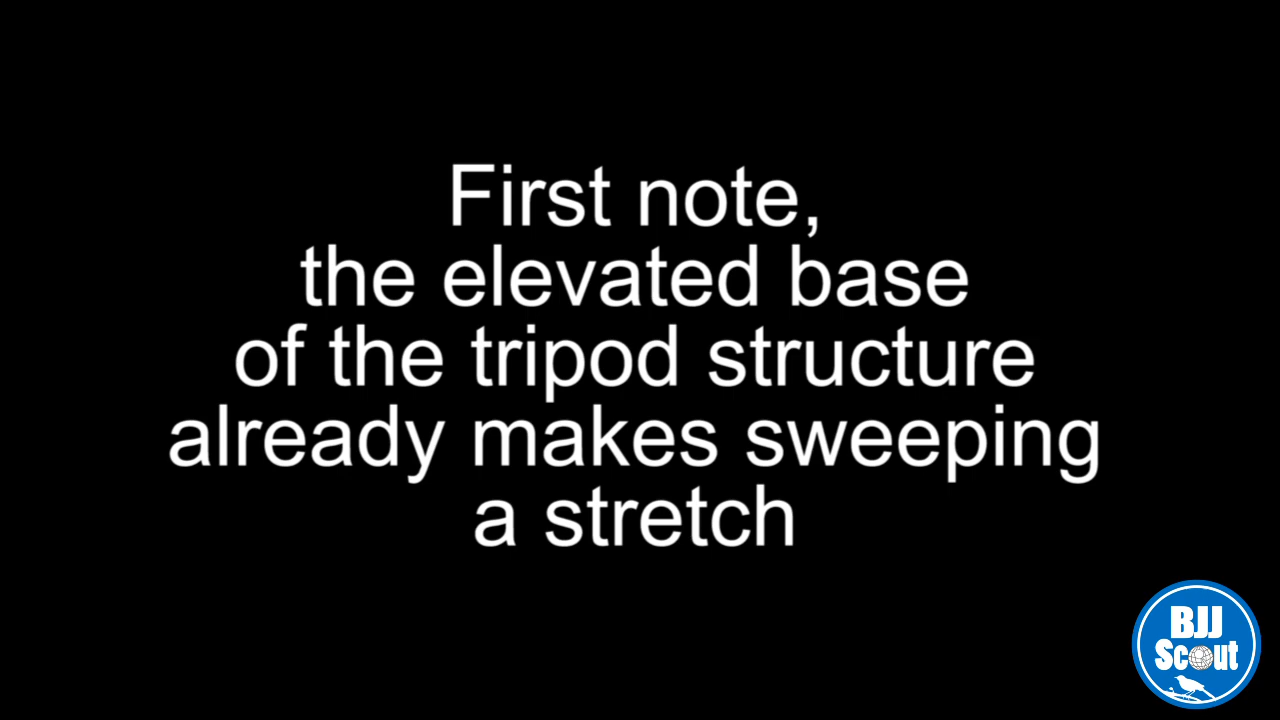 First note,
the elevated base
of the tripod structure
already makes sweeping
a stretch
BJJ
Scout